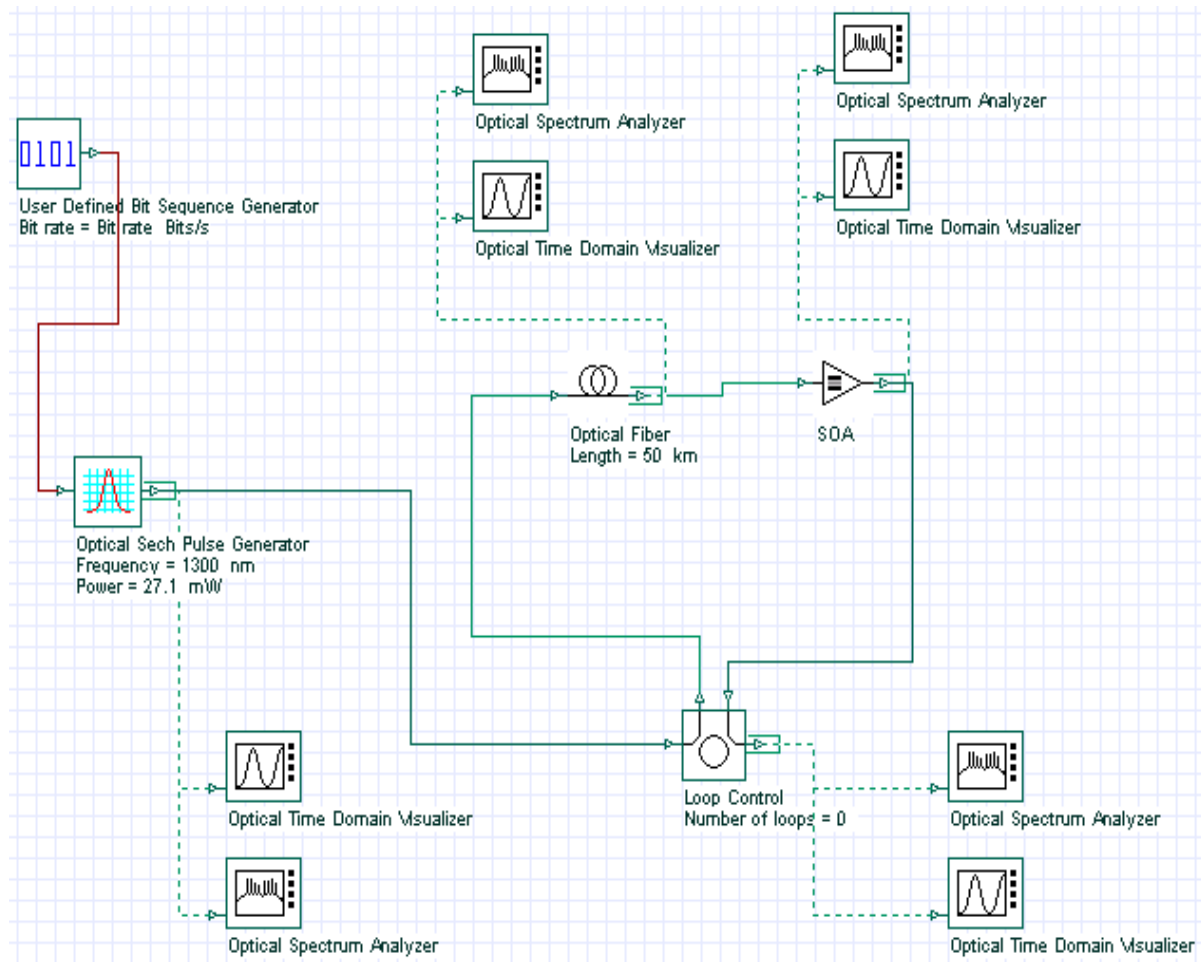 Optical Spectrum Analyzer
Optical Spectrum Analyzer
0101
User Defined Bit Sequence Generator
Bit rate = Bit rate Bits/s
Optical Time Domain Visualizer
Optical Time Domain Visualizer
Optical Fiber
Length = 50 km
SOA
Optical Sech Pulse Generator
Frequency = 1300 nm
Power = 27.1 mW
Loop Control
Number of loops = 0
Optical Time Domain Visualizer
Optical Spectrum Analyzer
Optical Spectrum Analyzer
Optical Time Domain Visualizer